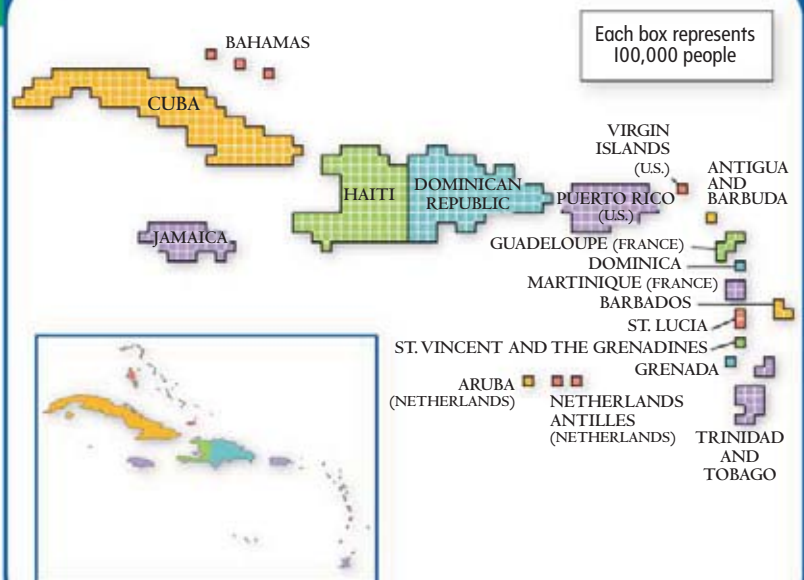 Each box represents
100,000 people
BAHAMAS
CUBA
HAITI
DOMINICAN
REPUBLIC
JAMAICA
PUERTO RICO
(U.S.)
VIRGIN
ISLANDS
(U.S.)
ANTIGUA
AND
BARBUDA
GUADELOUPE (FRANCE)
DOMINICA
MARTINIQUE (FRANCE)
BARBADOS
ST. LUCIA
ST. VINCENT AND THE GRENADINES
GRENADA
ARUBA
(NETHERLANDS)
NETHERLANDS
ANTILLES
(NETHERLANDS)
TRINIDAD
AND
TOBAGO